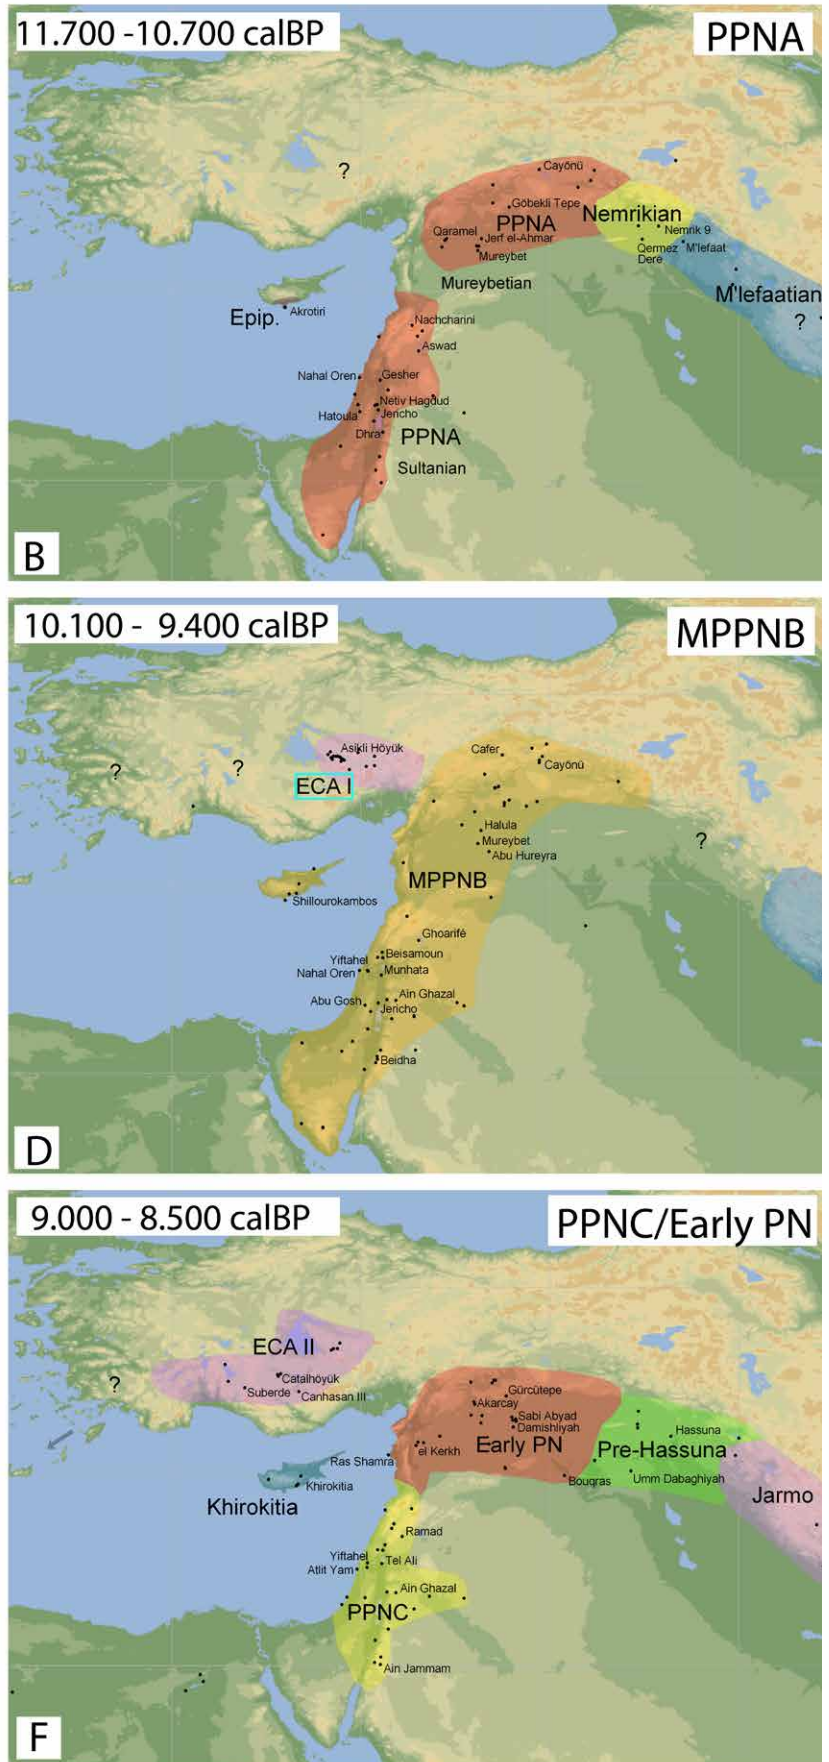 11.700 -10.700 calBP
PPNA
?
Cayönü
Göbekli Tepe
PPNA
Nemrikian
Qaramel
Jerf el-Ahmar
Mureybet
Nemrik 9
Qermez
Dere
M'lefaat
Mureybetian
M'lefaatian
?
Epip.
Akrotiri
Nachcharini
Aswad
Nahal Oren
Gesher
Netiv Hagdud
Hatoula
Jericho
Dhra
PPNA
Sultanian
B
10.100 - 9.400 calBP
MPPNB
Asikli Höyük
Cafer
Cayönü
?
?
ECA I
Halula
Mureybet
Abu Hureyra
?
MPPNB
Shillourokambos
Ghoarifé
Yiftahel
Beisamoun
Nahal Oren
Munhata
Abu Gosh
Ain Ghazal
Jericho
Beidha
D
9.000 - 8.500 calBP
PPNC/Early PN
ECA II
?
Catalhöyük
Suberde
Canhasan III
Gürcütepe
Akarcay
Sabi Abyad
Damishliyah
Hassuna
el Kerkh
Early PN
Pre-Hassuna
Ras Shamra
Bouqras
Umm Dabaghiyah
Khirokitia
Khirokitia
Jarmo
Ramad
Yiftahel
Tel Ali
Atlit Yam
Ain Ghazal
PPNC
Ain Jammam
F